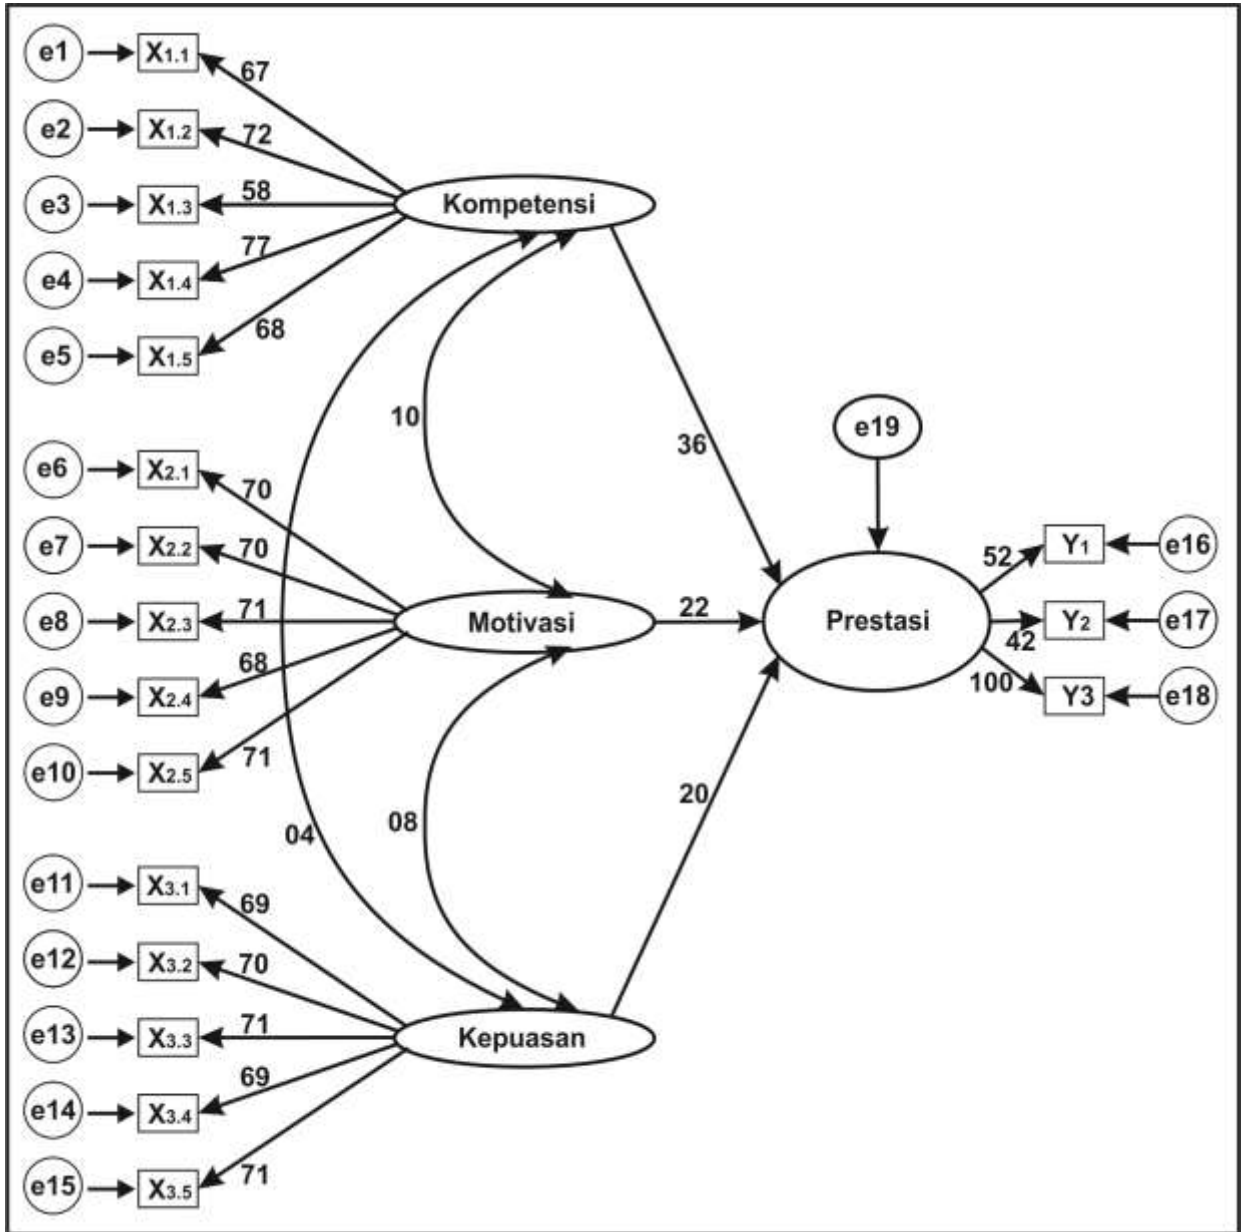 e1 X1.1 67
e2 X1.2 72
e3 X1.3 58 Kompetensi
e4 X1.4 77
e5 X1.5 68
10
36
e19
e6 X2.1 70
e7 X2.2 70
e8 X2.3 71 Motivasi 22 Prestasi
e9 X2.4 68
e10 X2.5 71
52 Y1 e16
42 Y2 e17
100 Y3 e18
04
08
20
e11 X3.1 69
e12 X3.2 70
e13 X3.3 71 Kepuasan
e14 X3.4 69
e15 X3.5 71